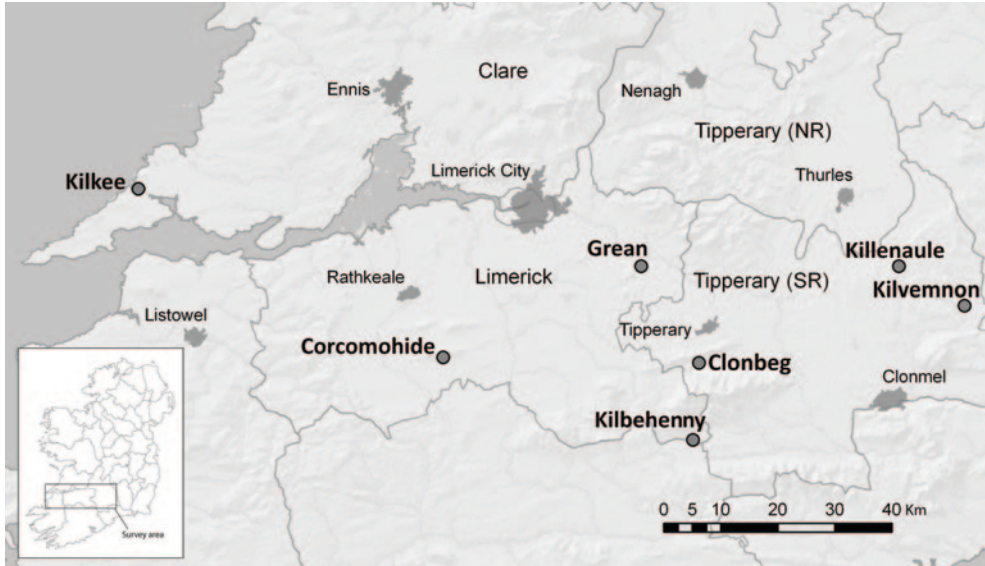 Ennis
Clare
Nenagh
Tipperary (NR)
Kilkee
Limerick City
Thurles
Grean
Killenaule
Rathkeale
Limerick
Tipperary (SR)
Kilvemnon
Listowel
Tipperary
Corcomohide
Clonbeg
Clonmel
Kilbehenny
0 5 10 20 30 40 Km
Survey area